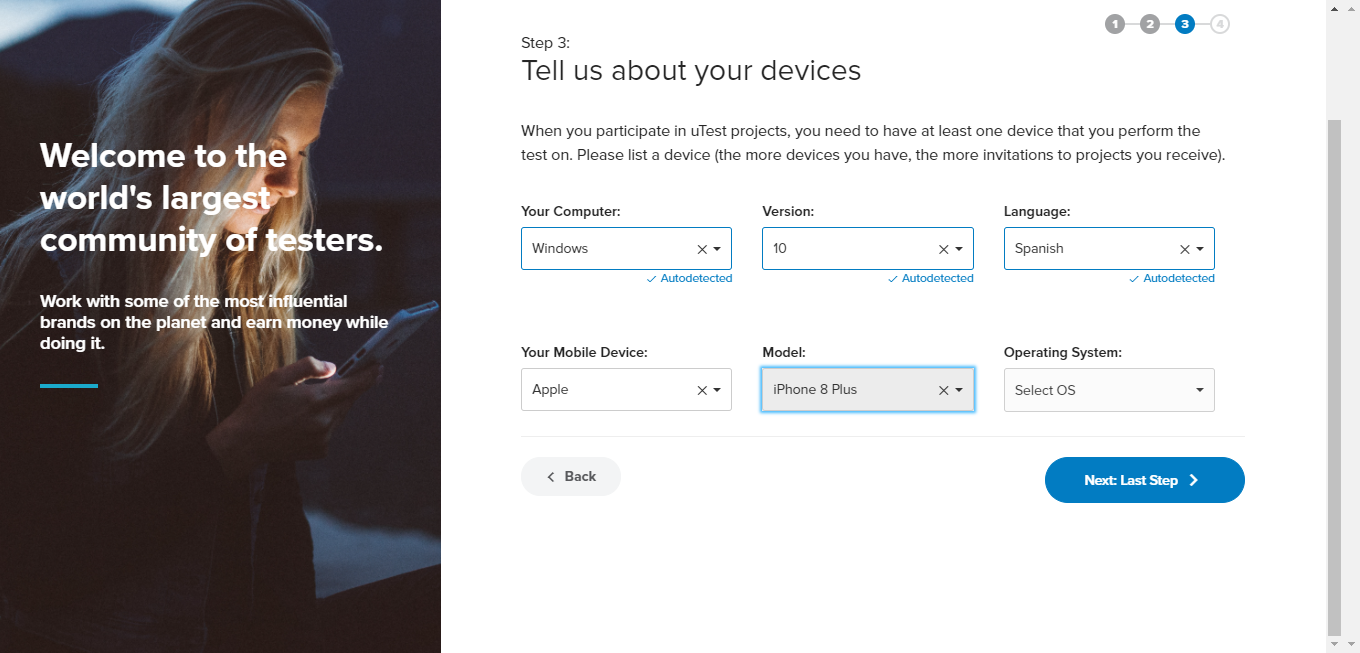 Welcome to the
world's largest
community of testers.
Work with some of the most influential
brands on the planet and earn money while
doing it.
1 2 3 4
Step 3:
Tell us about your devices
When you participate in uTest projects, you need to have at least one device that you perform the
test on. Please list a device (the more devices you have, the more invitations to projects you receive).
Your Computer: Version: Language:
Windows 10 Spanish
Autodetected Autodetected Autodetected
Your Mobile Device: Model: Operating System:
Apple iPhone 8 Plus Select OS
Back Next: Last Step